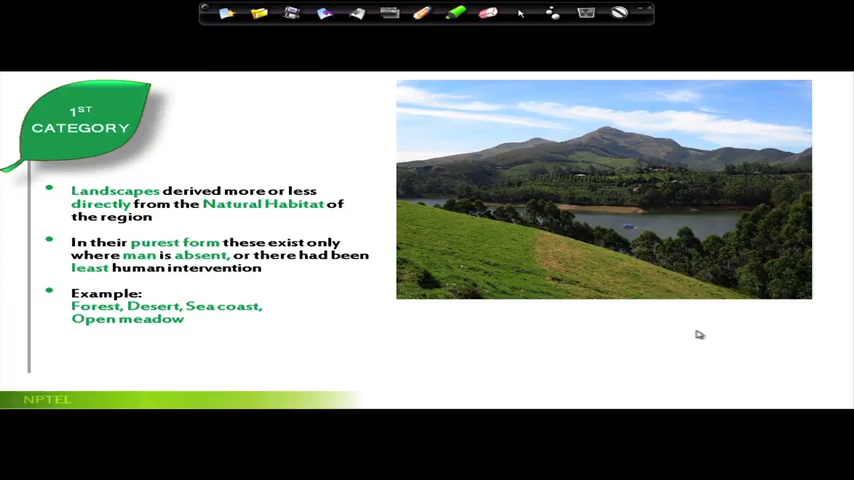 1ST
CATEGORY
Landscapes derived more or less
directly from the Natural Habitat of
the region
In their purest form these exist only
where man is absent, or there had been
least human intervention
Example:
Forest, Desert, Sea coast,
Open meadow
NPTEL